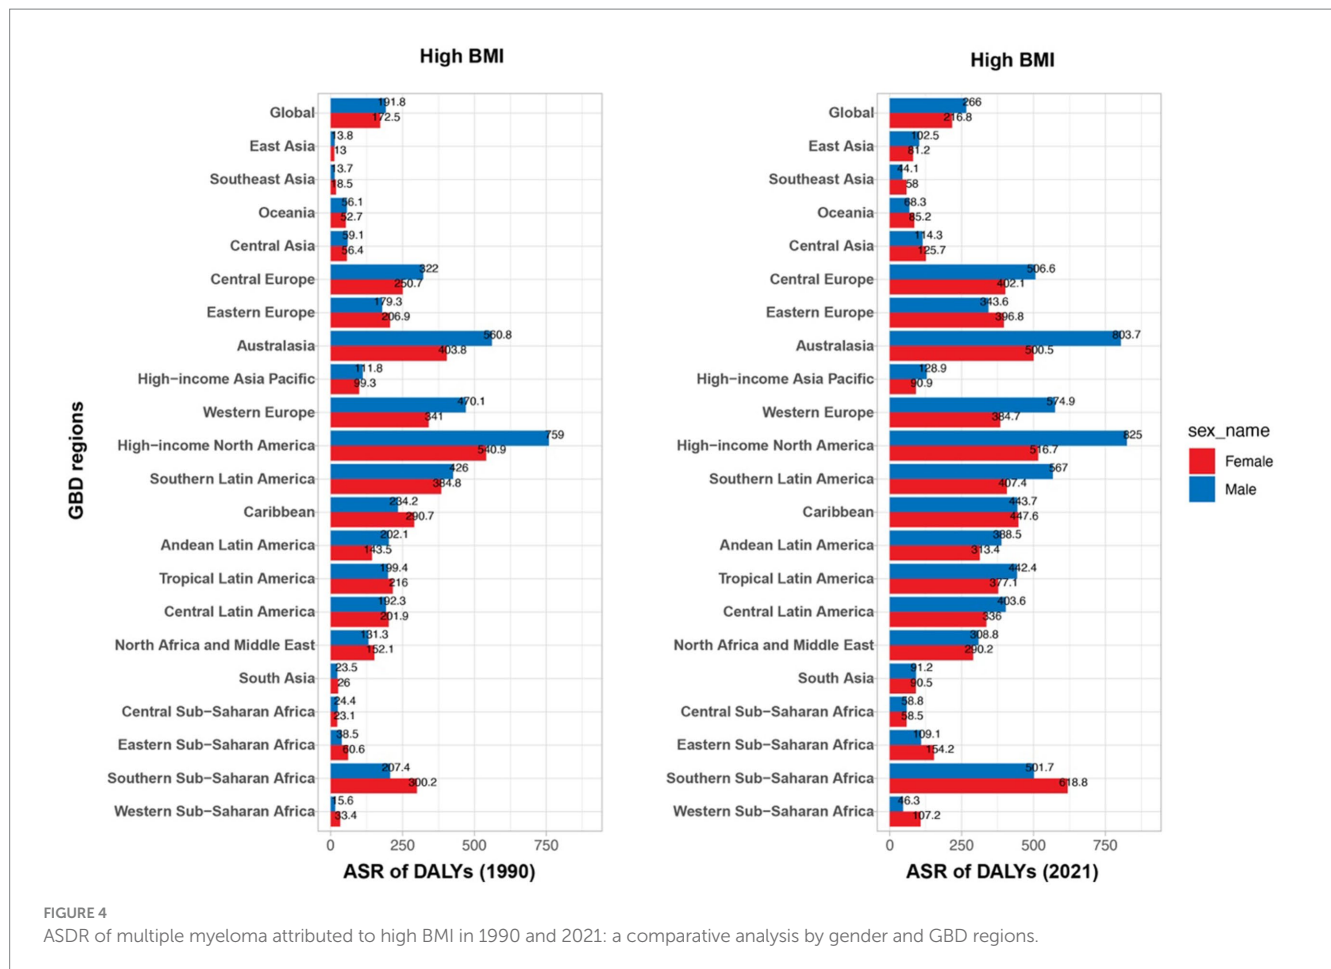 High BMI
Global
191.8
172.5
East Asia
13.8
13
Southeast Asia
13.7
18.5
Oceania
56.1
52.7
Central Asia
59.1
56.4
Central Europe
322
250.7
Eastern Europe
179.3
206.9
Australasia
560.8
403.8
High-income Asia Pacific
111.8
99.3
Western Europe
470.1
341
High-income North America
759
540.9
Southern Latin America
426
384.8
Caribbean
234.2
290.7
Andean Latin America
202.1
143.5
Tropical Latin America
199.4
216
Central Latin America
192.3
201.9
North Africa and Middle East
131.3
152.1
South Asia
23.5
26
Central Sub-Saharan Africa
24.4
23.1
Eastern Sub-Saharan Africa
38.5
60.6
Southern Sub-Saharan Africa
207.4
300.2
Western Sub-Saharan Africa
15.6
33.4
0 250 500 750
ASR of DALYs (1990)
GBD regions
High BMI
Global
266
216.8
East Asia
102.5
81.2
Southeast Asia
44.1
58
Oceania
68.3
85.2
Central Asia
114.3
125.7
Central Europe
506.6
402.1
Eastern Europe
343.6
396.8
Australasia
803.7
500.5
High-income Asia Pacific
128.9
90.9
Western Europe
574.9
384.7
High-income North America
825
516.7
Southern Latin America
567
407.4
Caribbean
443.7
447.6
Andean Latin America
388.5
313.4
Tropical Latin America
442.4
377.1
Central Latin America
403.6
336
North Africa and Middle East
308.8
290.2
South Asia
91.2
90.5
Central Sub-Saharan Africa
58.8
58.5
Eastern Sub-Saharan Africa
109.1
154.2
Southern Sub-Saharan Africa
501.7
618.8
Western Sub-Saharan Africa
46.3
107.2
0 250 500 750
ASR of DALYs (2021)
sex_name
Female
Male
FIGURE 4
ASDR of multiple myeloma attributed to high BMI in 1990 and 2021: a comparative analysis by gender and GBD regions.